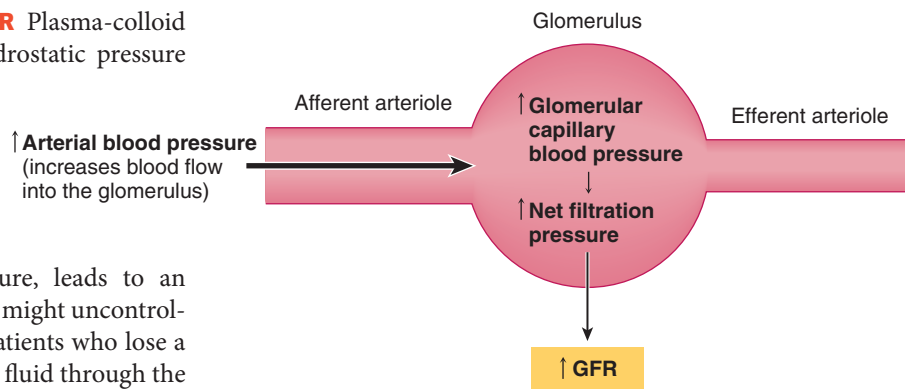 R Plasma-colloid
drostatic pressure
Glomerulus
Afferent arteriole
Efferent arteriole
↑ Arterial blood pressure
(increases blood flow
into the glomerulus)
↑ Glomerular
capillary
blood pressure
↓
↑ Net filtration
pressure
ure, leads to an
might uncontrol-
atients who lose a
fluid through the
↑ GFR